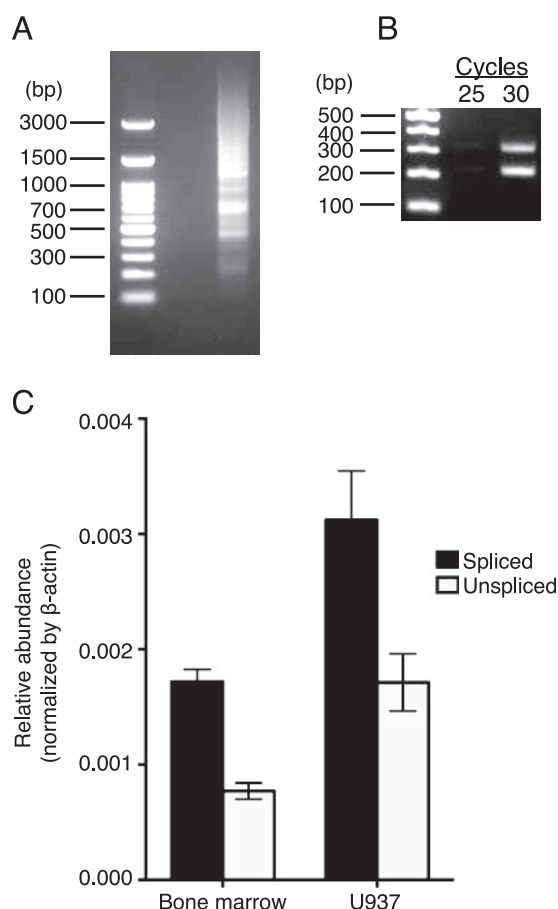 A
(bp)
3000
1500
1000
700
500
300
100
B
Cycles
(bp)
25 30
500
400
300
200
100
C
Relative abundance
(normalized by β-actin)
0.004
0.003
0.002
0.001
0.000
Spliced
Unspliced
Bone marrow
U937